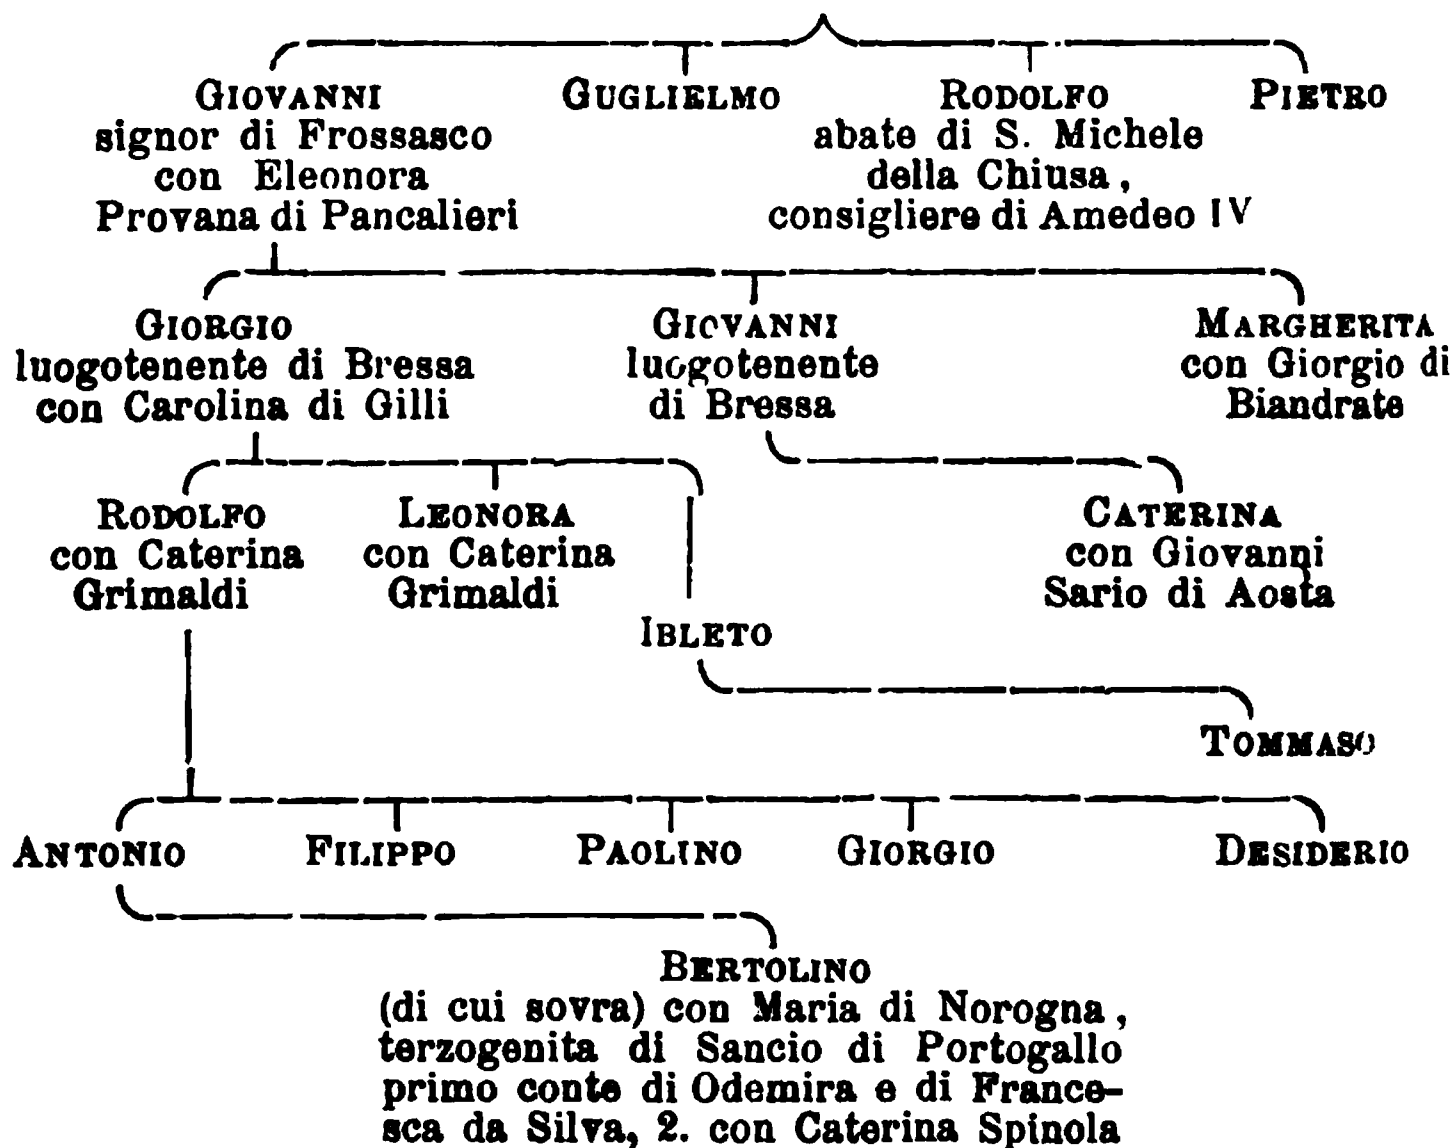 GIOVANNI
signor di Frossasco
con Eleonora
Provana di Pancalieri
GUGLIELMO
RODOLFO
abate di S. Michele
della Chiusa,
consigliere di Amedeo IV
PIETRO
GIORGIO
luogotenente di Bressa
con Carolina di Gilli
GIOVANNI
luogotenente
di Bressa
MARGHERITA
con Giorgio di
Biandrate
RODOLFO
con Caterina
Grimaldi
LEONORA
con Caterina
Grimaldi
IBLETO
CATERINA
con Giovanni
Sario di Aosta
TOMMASO
ANTONIO
FILIPPO
PAOLINO
GIORGIO
DESIDERIO
BERTOLINO
(di cui sovra) con Maria di Norogna,
terzogenita di Sancio di Portogallo
primo conte di Odemira e di France-
sca da Silva, 2. con Caterina Spinola